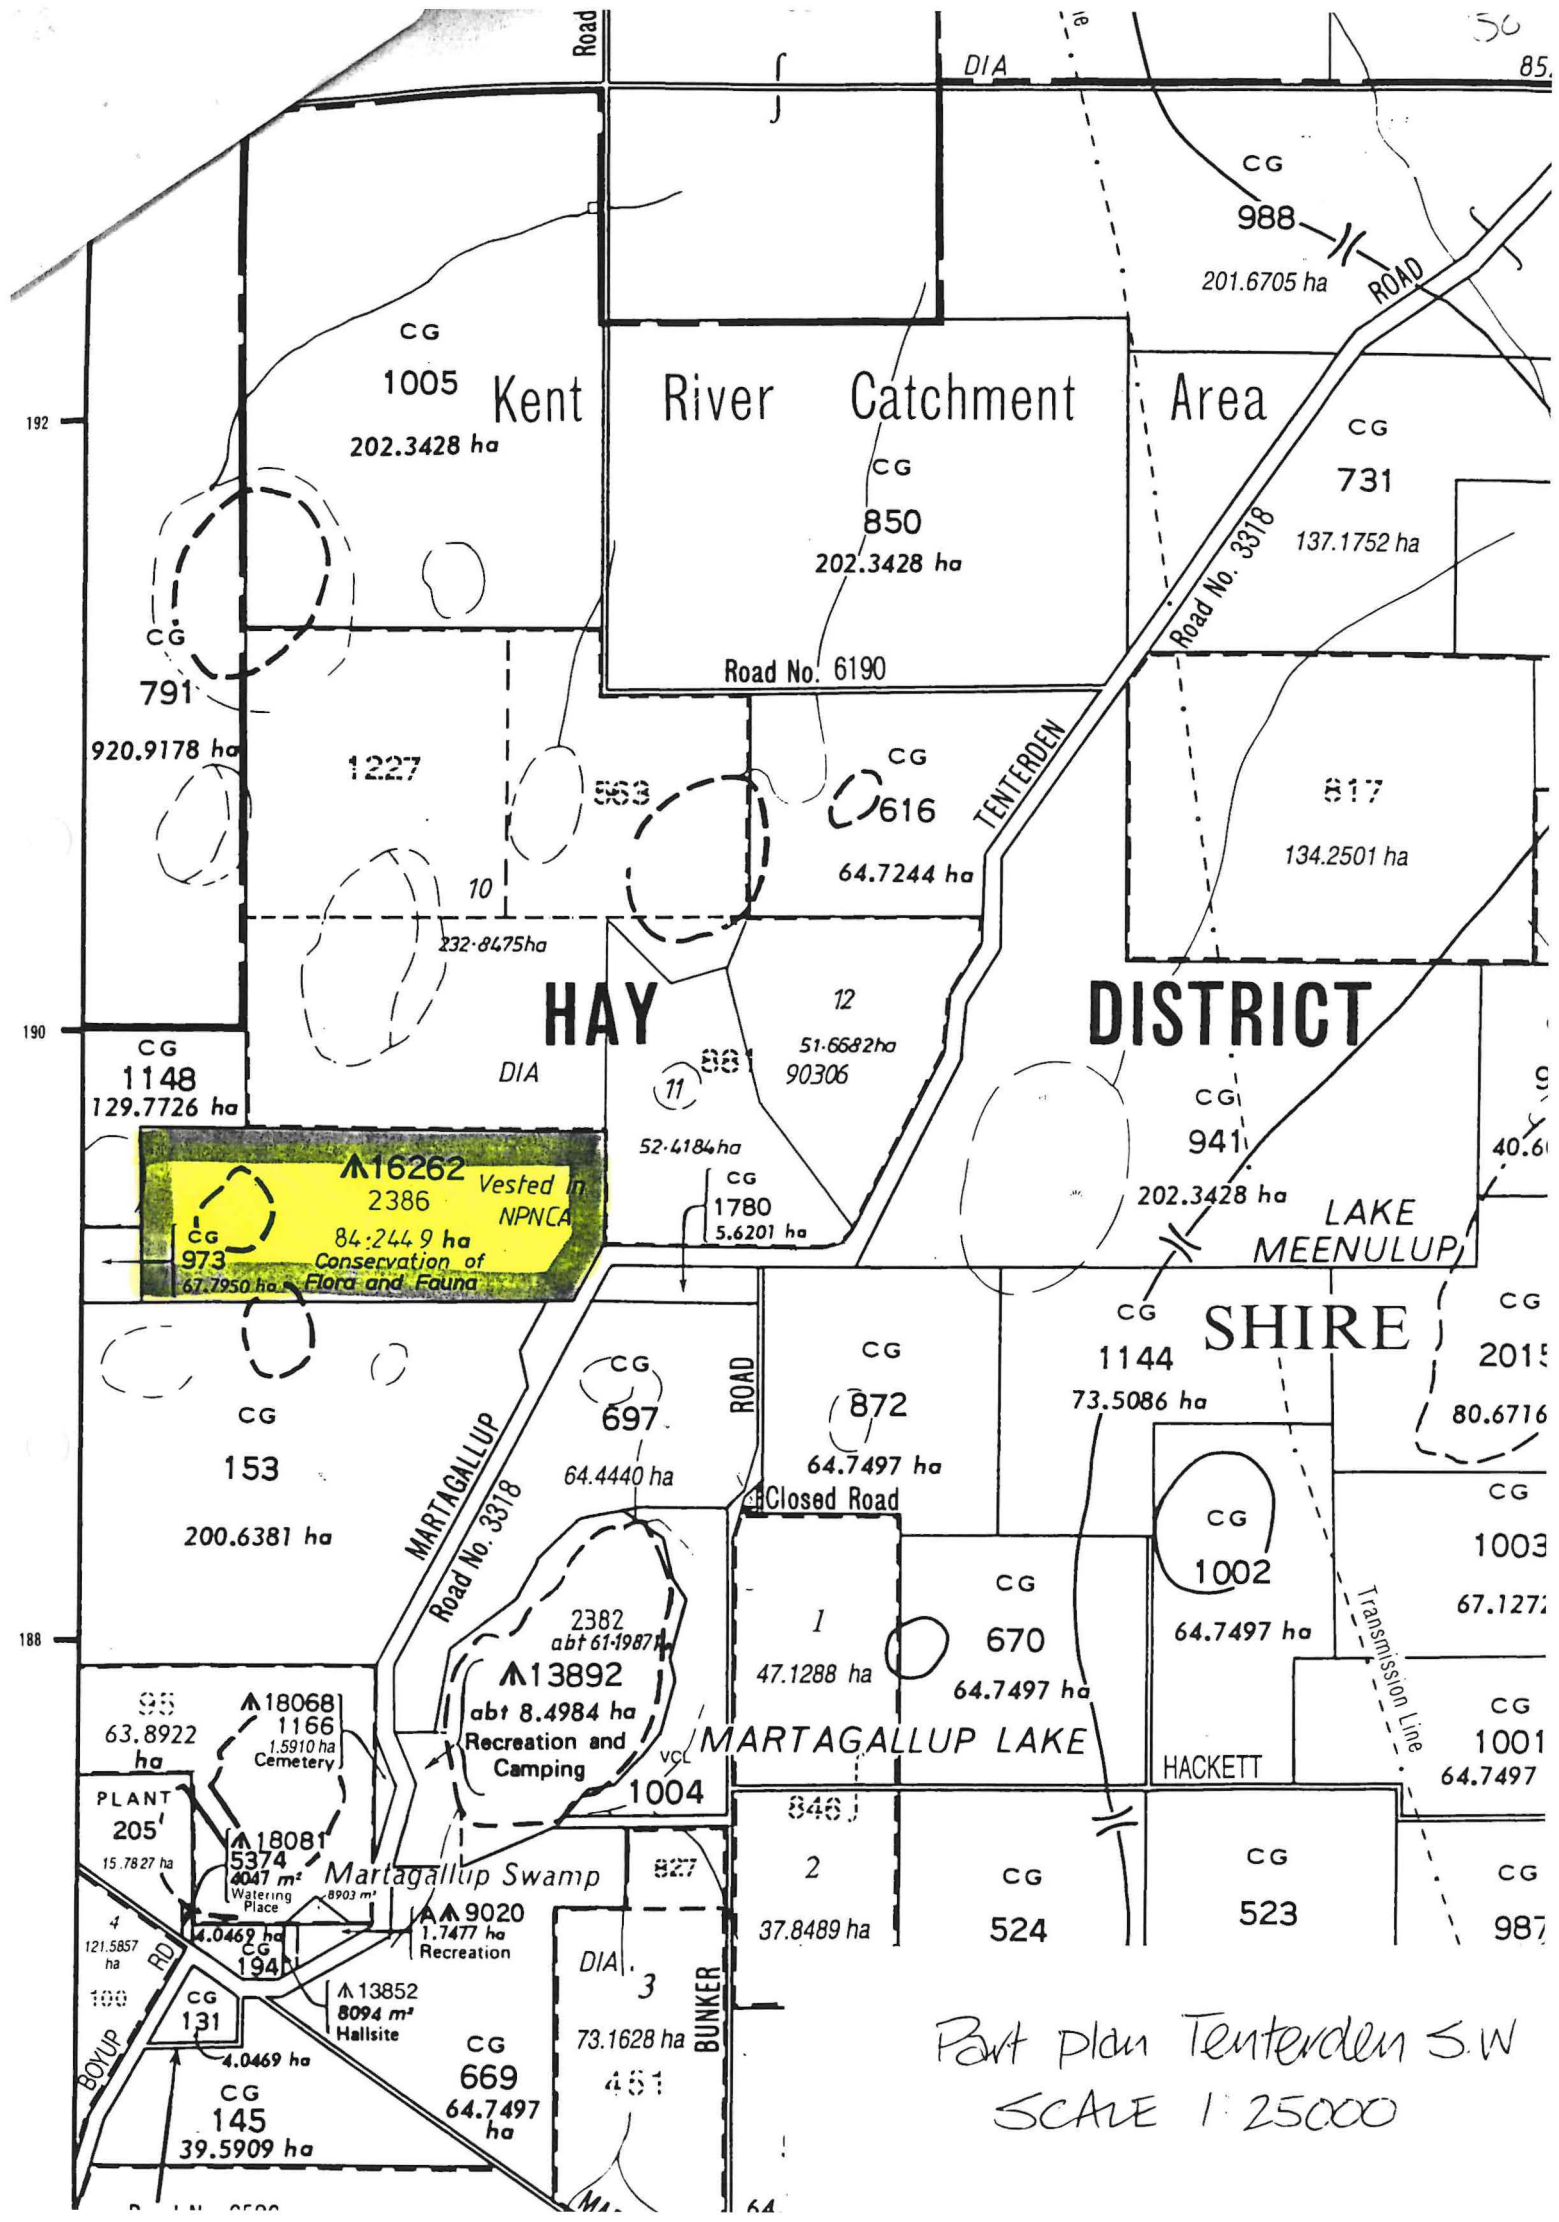 50
Road
DIA
85
CG
988
201.6705 ha
ROAD
CG
1005
202.3428 ha
Kent River Catchment Area
192
CG
850
202.3428 ha
CG
731
137.1752 ha
Road No. 3318
CG
791
920.9178 ha
Road No. 6190
1227
563
CG
616
64.7244 ha
TENTERDEN
817
134.2501 ha
10
232.8475ha
HAY DISTRICT
12
51.6682ha
90306
190
CG
1148
129.7726 ha
DIA
881
11
52.4184ha
CG
941
202.3428 ha
40.6
16262
2386
Vested in
NPNCA
84.2449 ha
Conservation of
Flora and Fauna
CG
973
67.7950 ha
CG
1780
5.6201 ha
LAKE
MEENULUP
SHIRE
CG
153
200.6381 ha
MARTAGALLUP
Road No. 3318
CG
697
64.4440 ha
ROAD
CG
872
64.7497 ha
Closed Road
CG
1144
73.5086 ha
CG
2015
80.6716
CG
1002
64.7497 ha
CG
1003
67.1272
188
2382
abt 61.1987
13892
abt 8.4984 ha
Recreation and
Camping
1
47.1288 ha
CG
670
64.7497 ha
Transmission Line
95
63.8922
ha
18068
1166
1.5910 ha
Cemetery
VCL
1004
MARTAGALLUP LAKE
HACKETT
CG
1001
64.7497
PLANT
205
15.7827 ha
18081
5374
4047 m²
Watering
Place
8903 m²
Martagallup Swamp
827
846
2
37.8489 ha
CG
524
CG
523
CG
987
4
121.5857
ha
100
RD
BOYUP
4.0469 ha
CG
194
A 9020
1.7477 ha
Recreation
CG
131
4.0469 ha
13852
8094 m²
Hallsite
DIA
3
73.1628 ha
451
BUNKER
CG
669
64.7497
ha
CG
145
39.5909 ha
64.
Part plan Tenterden S.W
SCALE 1:25000